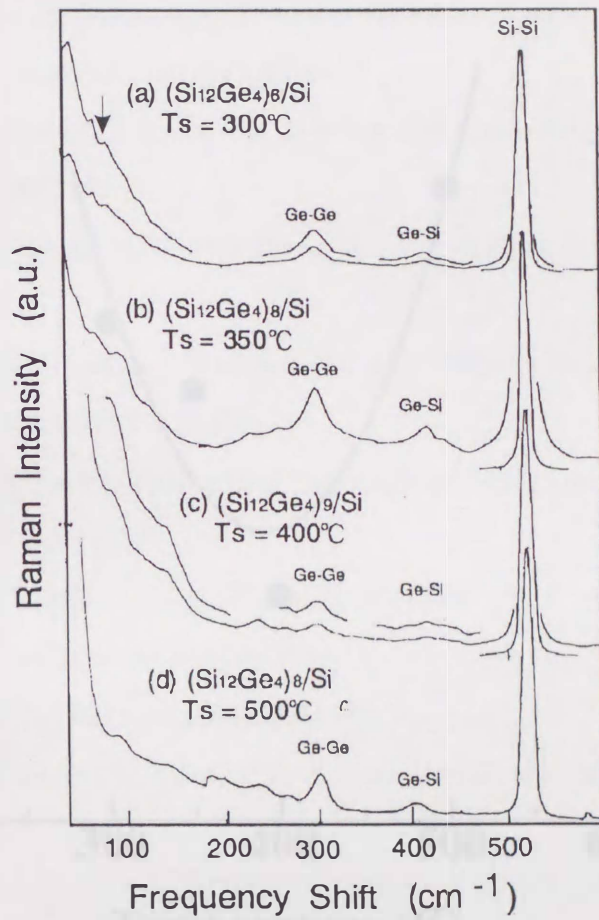 Si-Si
(a) (Si12Ge4)6/Si
Ts = 300℃
Ge-Ge
Ge-Si
(b) (Si12Ge4)8/Si
Ts = 350℃
Ge-Ge
Ge-Si
(c) (Si12Ge4)9/Si
Ts = 400℃
Ge-Ge
Ge-Si
(d) (Si12Ge4)8/Si
Ts = 500℃
Ge-Ge
Ge-Si
Raman Intensity (a.u.)
100 200 300 400 500
Frequency Shift (cm -1)